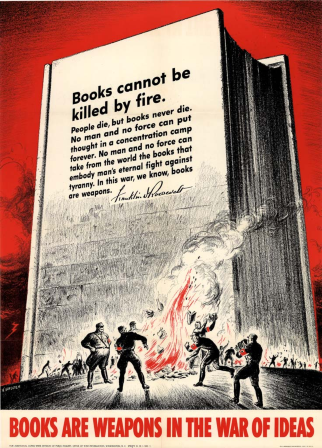 Books cannot be
killed by fire.
People die, but books never die.
No man and no force can put
thought in a concentration camp
forever. No man and no force can
take from the world the books that
embody man's eternal fight against
tyranny. In this war, we know, books
are weapons.
Franklin D Roosevelt
BOOKS ARE WEAPONS IN THE WAR OF IDEAS